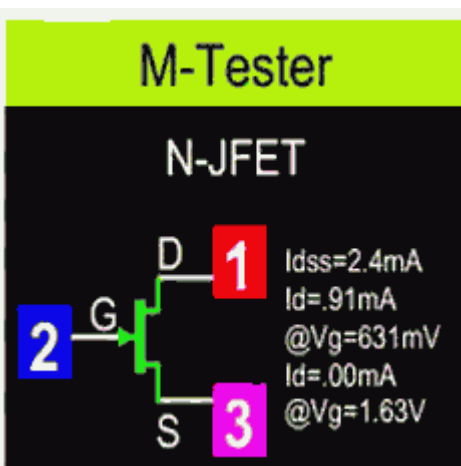 M-Tester
N-JFET
D
1
Idss=2.4mA
Id=.91mA
@Vg=631mV
Id=.00mA
@Vg=1.63V
2
G
S
3